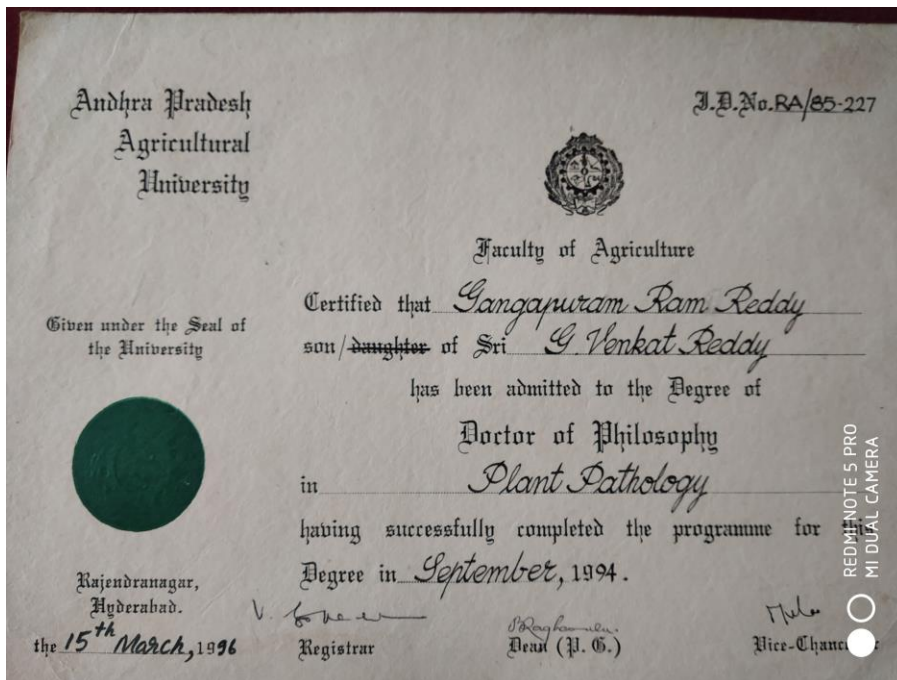 Andhra Pradesh
Agricultural
University
I.D.No.RA/85-227
Faculty of Agriculture
Certified that Gangapuram Ram Reddy
son/daughter of Sri G. Venkat Reddy
has been admitted to the Degree of
Doctor of Philosophy
in Plant Pathology
having successfully completed the programme for this
Degree in September, 1994.
Given under the Seal of
the University
Rajendranagar,
Hyderabad.
the 15th March, 1996
Registrar
Dean (P. G.)
REDMI NOTE 5 PRO
MI DUAL CAMERA